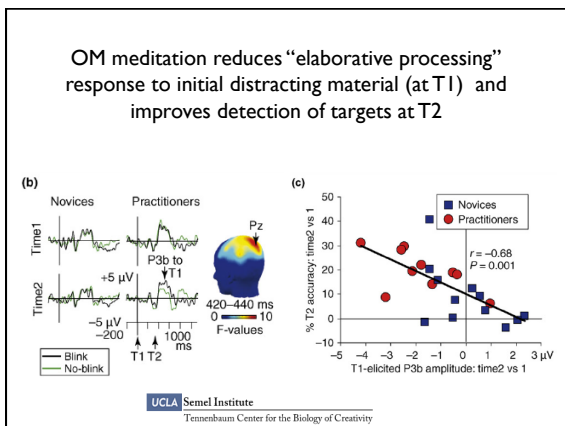 OM meditation reduces “elaborative processing”
response to initial distracting material (at T1) and
improves detection of targets at T2
(b)
Novices Practitioners
Time1
Time2
Pz
P3b to
T1
+5 μV
−5 μV
−200
1000
ms
T1 T2
420–440 ms
0 10
F-values
Blink
No-blink
(c)
Novices
Practitioners
r = −0.68
P = 0.001
% T2 accuracy: time2 vs 1
50
40
30
20
10
0
−10
−5 −4 −3 −2 −1 0 1 2 3 μV
T1-elicited P3b amplitude: time2 vs 1
UCLA Semel Institute
Tennenbaum Center for the Biology of Creativity